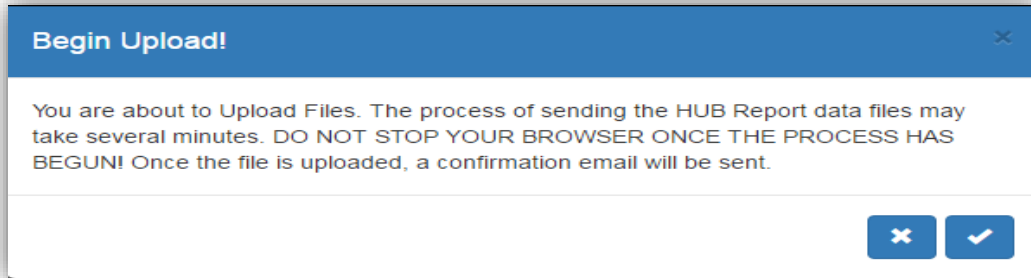 Begin Upload!
You are about to Upload Files. The process of sending the HUB Report data files may
take several minutes. DO NOT STOP YOUR BROWSER ONCE THE PROCESS HAS
BEGUN! Once the file is uploaded, a confirmation email will be sent.